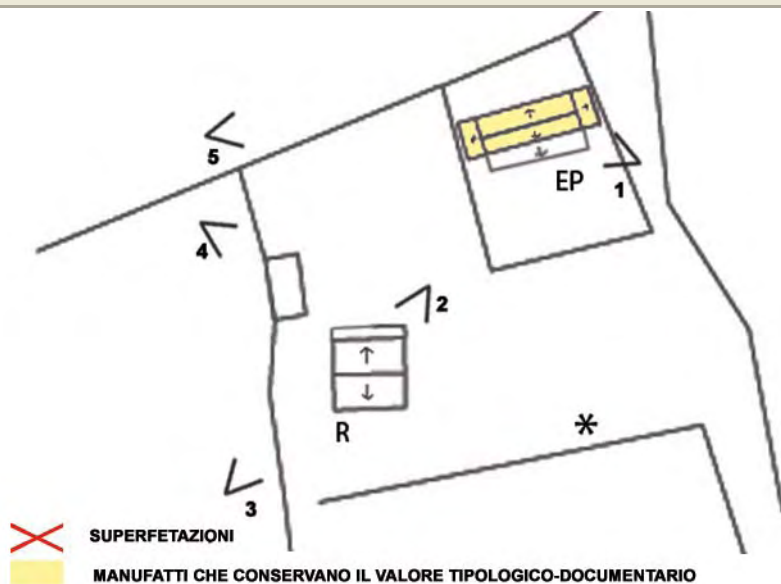 5
EP
1
4
2
R
*
3
SUPERFETAZIONI
MANUFATTI CHE CONSERVANO IL VALORE TIPOLOGICO-DOCUMENTARIO